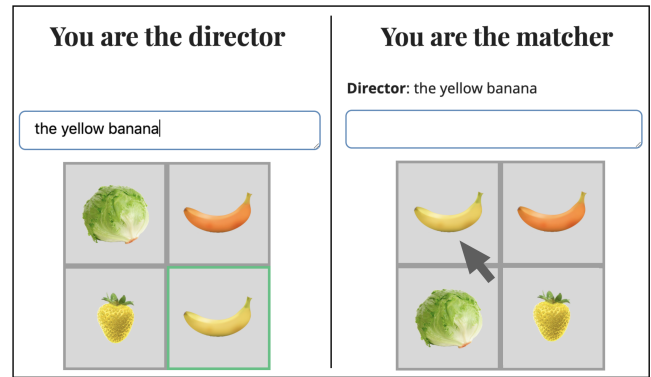 You are the director
the yellow banana
You are the matcher
Director: the yellow banana